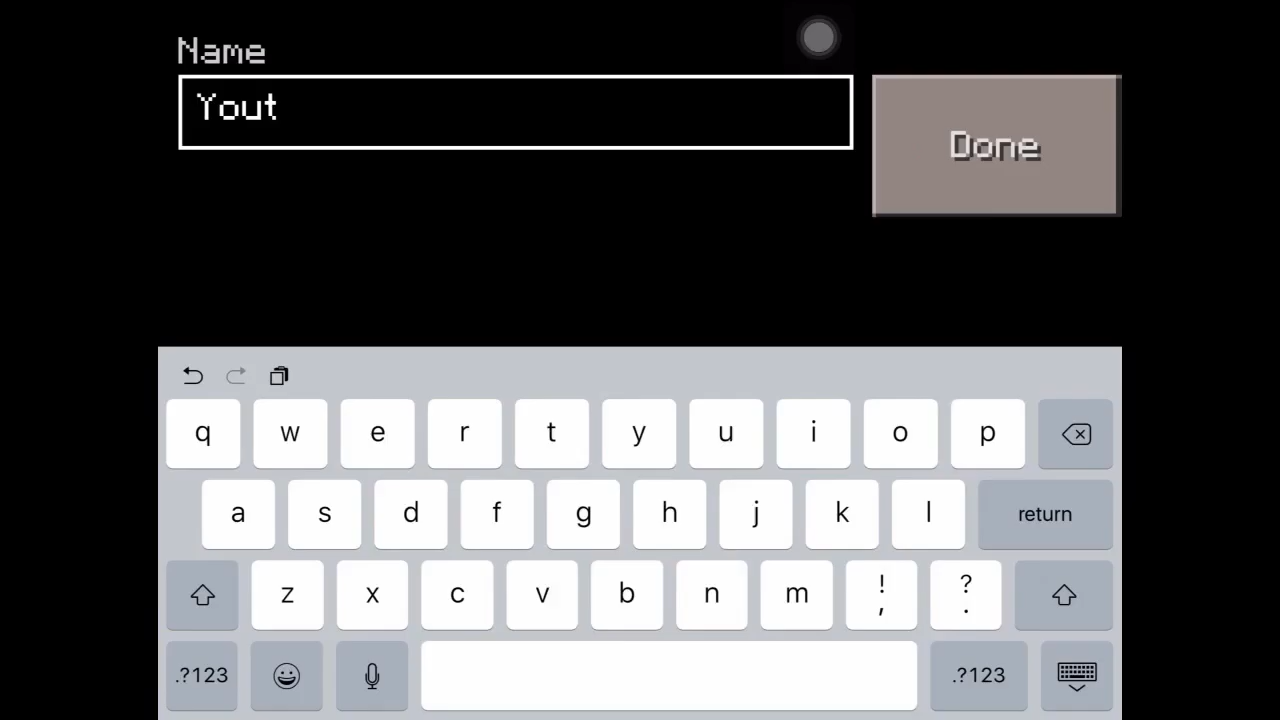 Name
Yout
Done
q w e r t y u i o p
a s d f g h j k l return
z x c v b n m ! , ? .
.?123 .?123